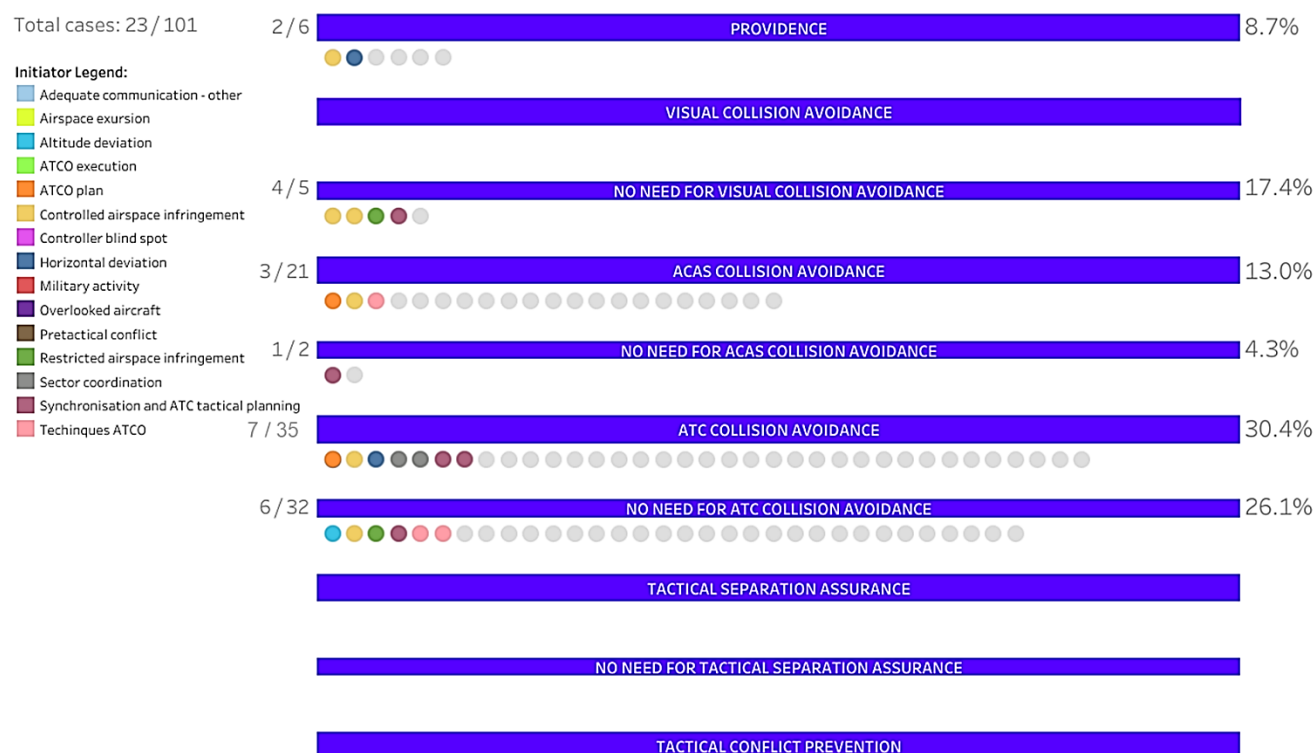 Total cases: 23/101
Initiator Legend:
Adequate communication - other
Airspace exursion
Altitude deviation
ATCO execution
ATCO plan
Controlled airspace infringement
Controller blind spot
Horizontal deviation
Military activity
Overlooked aircraft
Pretactical conflict
Restricted airspace infringement
Sector coordination
Synchronisation and ATC tactical planning
Techinques ATCO
2/6 PROVIDENCE 8.7%
VISUAL COLLISION AVOIDANCE
4/5 NO NEED FOR VISUAL COLLISION AVOIDANCE 17.4%
3/21 ACAS COLLISION AVOIDANCE 13.0%
1/2 NO NEED FOR ACAS COLLISION AVOIDANCE 4.3%
7/35 ATC COLLISION AVOIDANCE 30.4%
6/32 NO NEED FOR ATC COLLISION AVOIDANCE 26.1%
TACTICAL SEPARATION ASSURANCE
NO NEED FOR TACTICAL SEPARATION ASSURANCE
TACTICAL CONFLICT PREVENTION